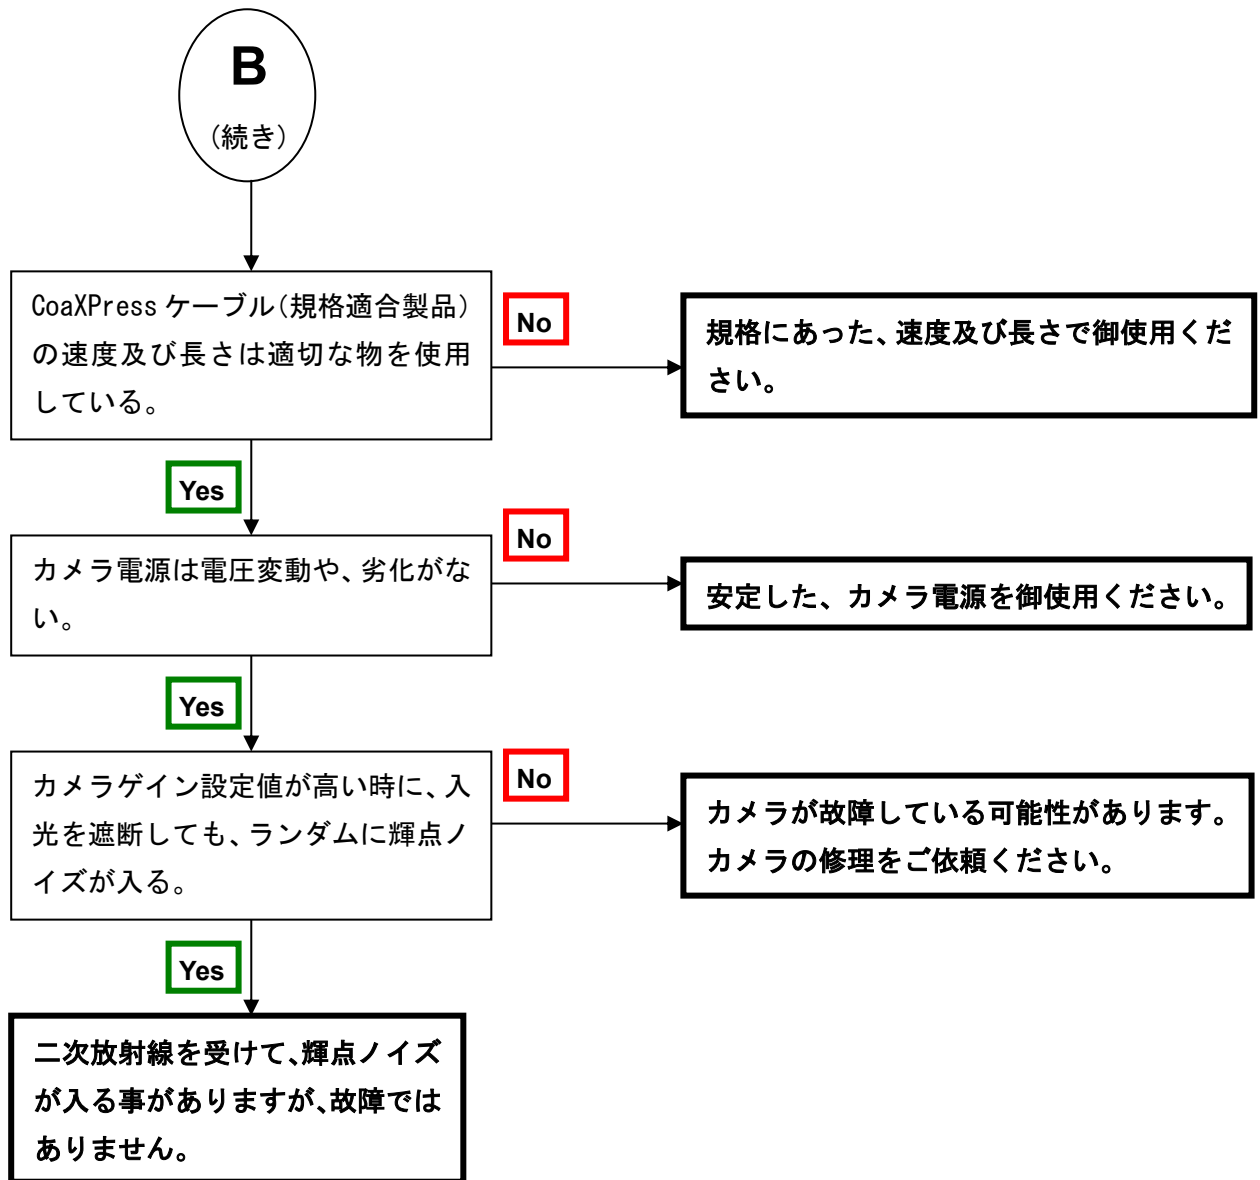 B
(続き)
CoaXPress ケーブル(規格適合製品)
の速度及び長さは適切な物を使用
している。
No
規格にあった、速度及び長さで御使用くだ
さい。
Yes
カメラ電源は電圧変動や、劣化がな
い。
No
安定した、カメラ電源を御使用ください。
Yes
カメラゲイン設定値が高い時に、入
光を遮断しても、ランダムに輝点ノ
イズが入る。
No
カメラが故障している可能性があります。
カメラの修理をご依頼ください。
Yes
二次放射線を受けて、輝点ノイズ
が入る事がありますが、故障では
ありません。